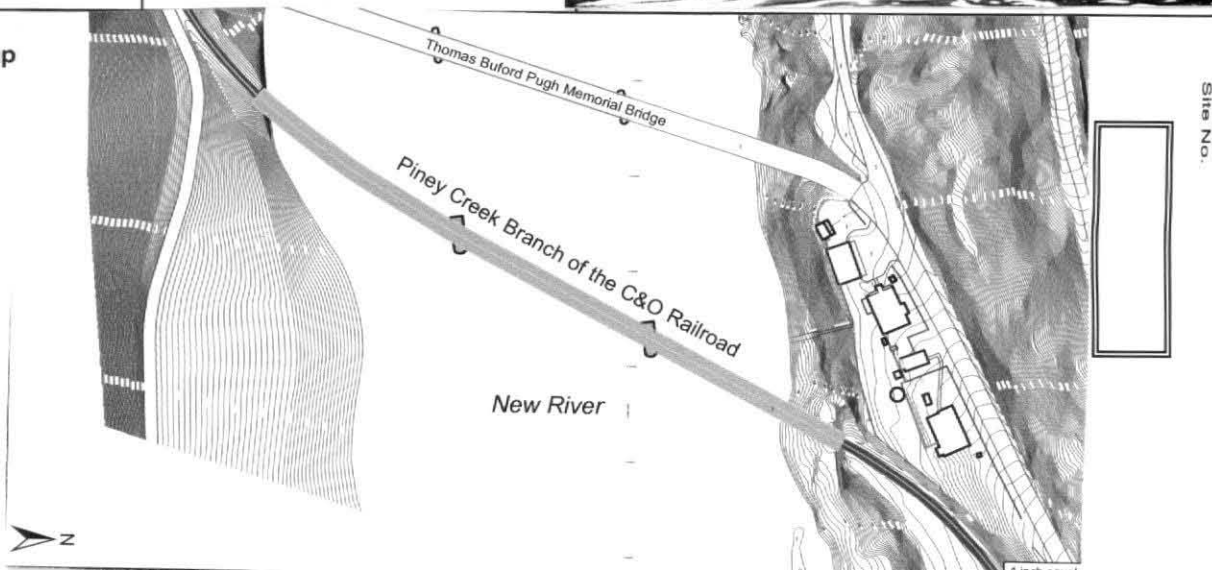 Thomas Buford Pugh Memorial Bridge
Piney Creek Branch of the C&O Railroad
New River
Site No.
N